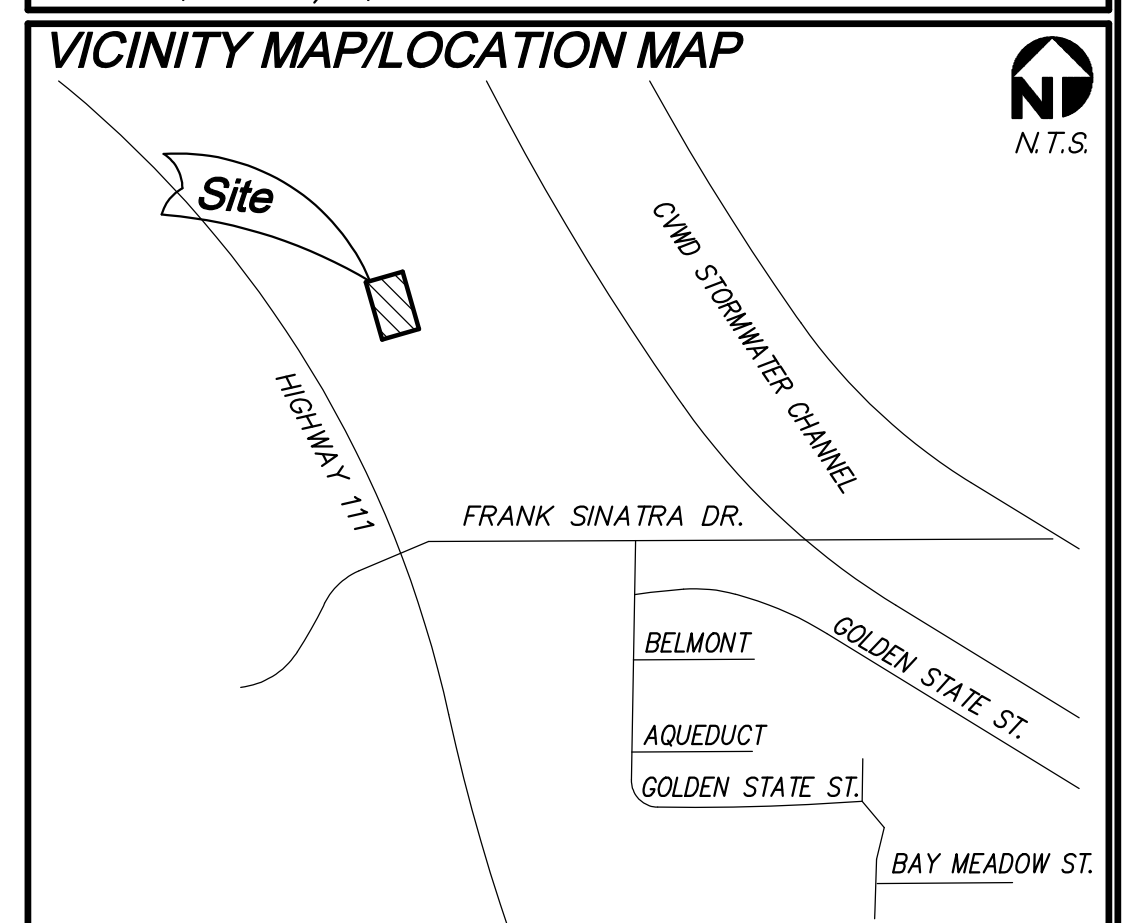 VICINITY MAP/LOCATION MAP
N
N.T.S.
Site
CVWD STORMWATER CHANNEL
HIGHWAY 111
FRANK SINATRA DR.
BELMONT
GOLDEN STATE ST.
AQUEDUCT
GOLDEN STATE ST.
BAY MEADOW ST.